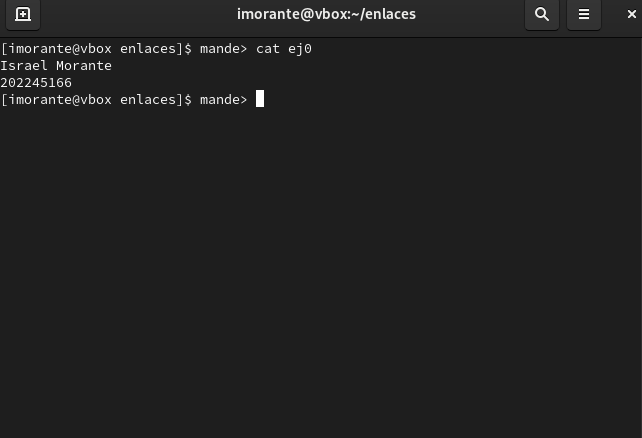 imorante@vbox:~/enlaces
[imorante@vbox enlaces]$ mande> cat ej0
Israel Morante
202245166
[imorante@vbox enlaces]$ mande>